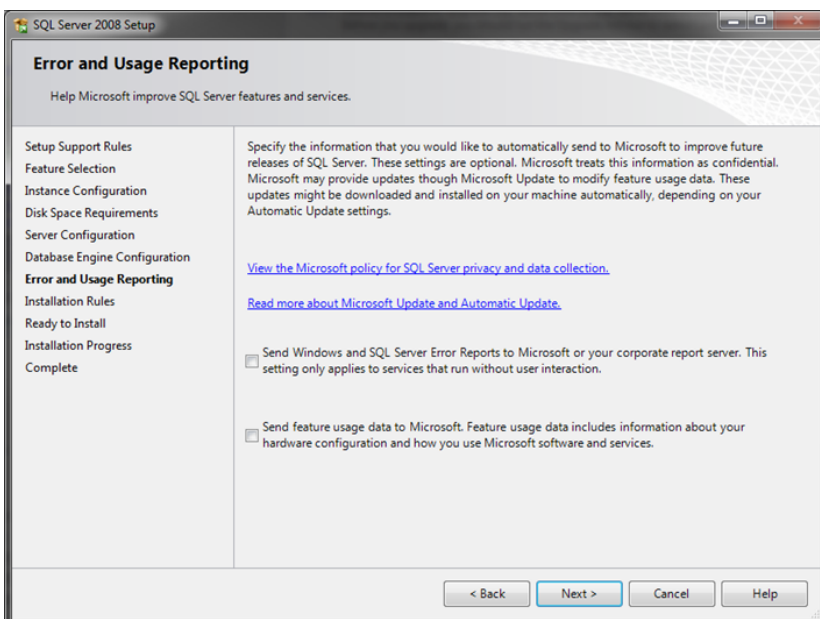 SQL Server 2008 Setup
Error and Usage Reporting
Help Microsoft improve SQL Server features and services.
Setup Support Rules
Feature Selection
Instance Configuration
Disk Space Requirements
Server Configuration
Database Engine Configuration
Error and Usage Reporting
Installation Rules
Ready to Install
Installation Progress
Complete
Specify the information that you would like to automatically send to Microsoft to improve future
releases of SQL Server. These settings are optional. Microsoft treats this information as confidential.
Microsoft may provide updates though Microsoft Update to modify feature usage data. These
updates might be downloaded and installed on your machine automatically, depending on your
Automatic Update settings.
View the Microsoft policy for SQL Server privacy and data collection.
Read more about Microsoft Update and Automatic Update.
Send Windows and SQL Server Error Reports to Microsoft or your corporate report server. This
setting only applies to services that run without user interaction.
Send feature usage data to Microsoft. Feature usage data includes information about your
hardware configuration and how you use Microsoft software and services.
< Back
Next >
Cancel
Help